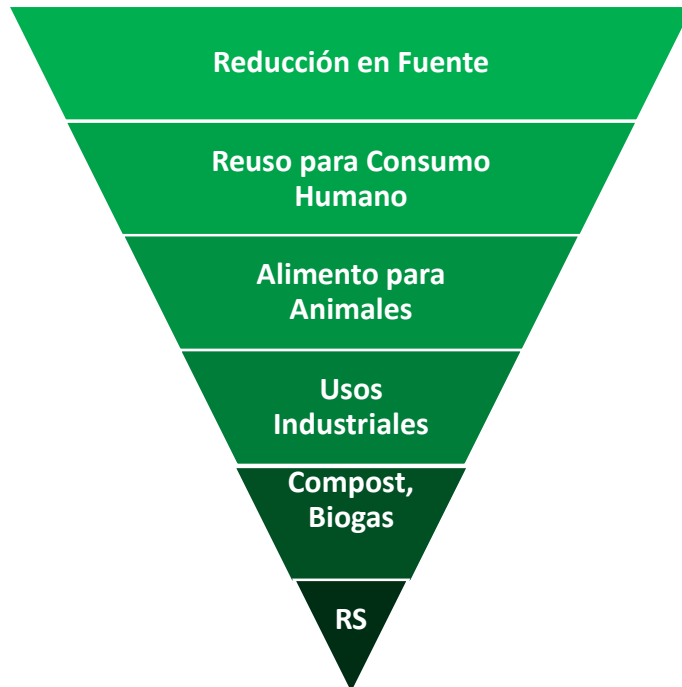 Reducción en Fuente
Reuso para Consumo
Humano
Alimento para
Animales
Usos
Industriales
Compost,
Biogas
RS